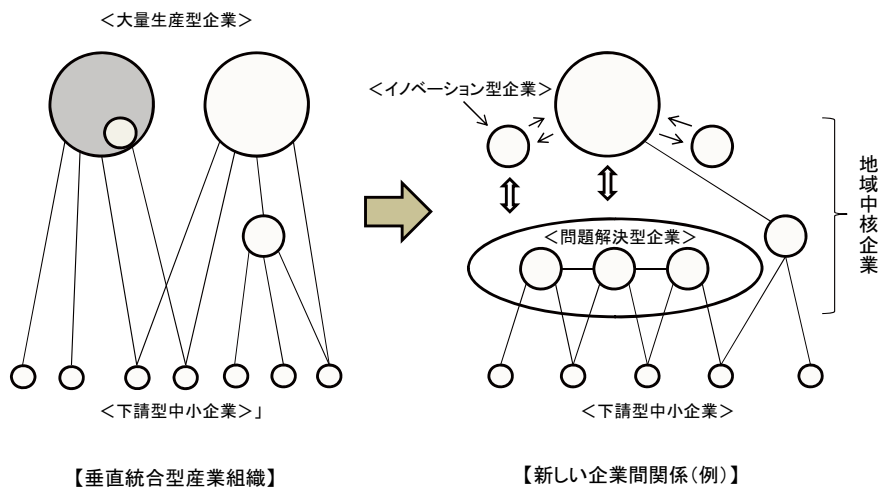 ＜大量生産型企業＞
＜イノベーション型企業＞
＜問題解決型企業＞
地域中核企業
＜下請型中小企業＞」
＜下請型中小企業＞
【垂直統合型産業組織】
【新しい企業間関係（例）】